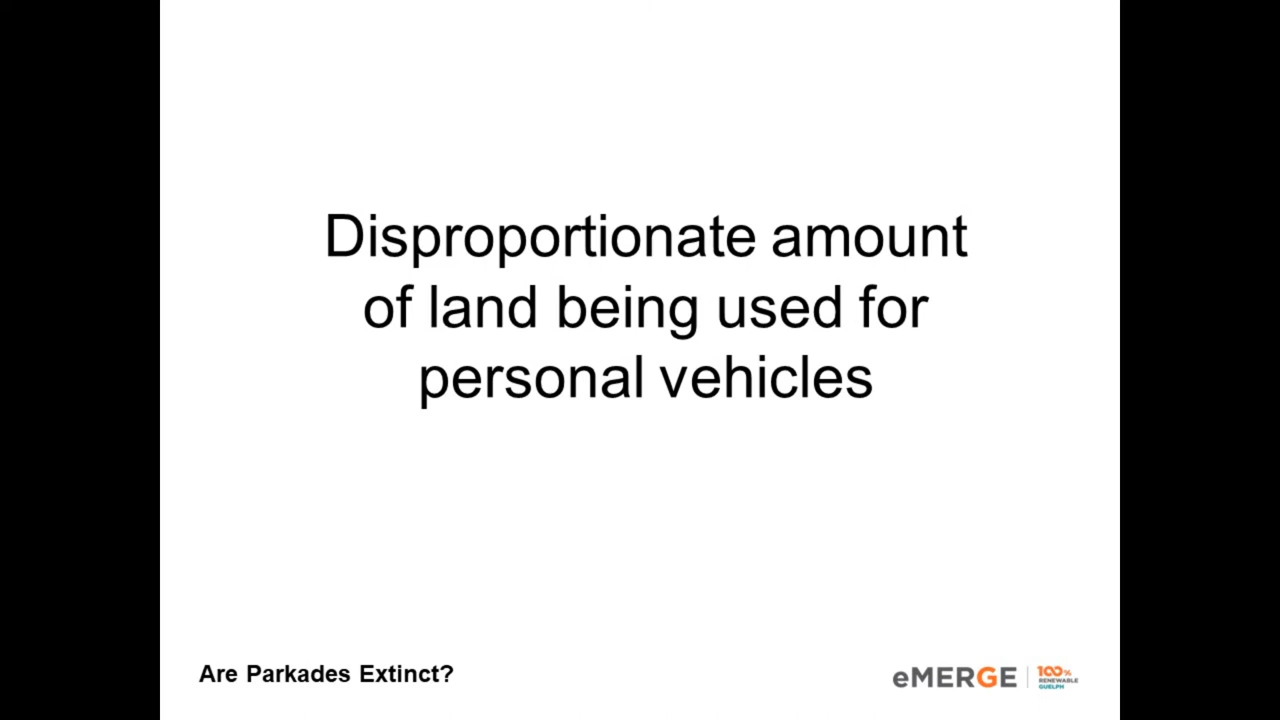 Disproportionate amount
of land being used for
personal vehicles
Are Parkades Extinct?
eMERGE
100%
RENEWABLE
GUELPH